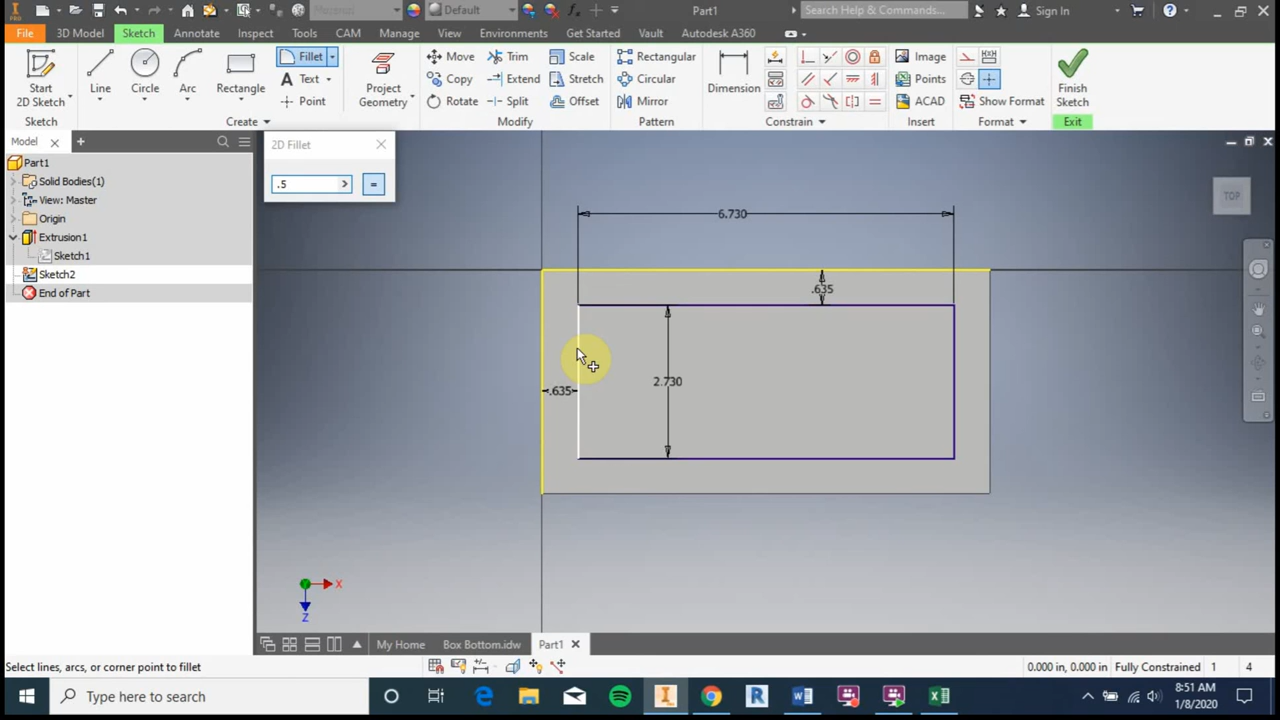 PRO
Material
Default
Part1
Search Help & Commands...
Sign In
File
3D Model
Sketch
Annotate
Inspect
Tools
CAM
Manage
View
Environments
Get Started
Vault
Autodesk A360
Start
2D Sketch
Line
Circle
Arc
Rectangle
Fillet
Text
Point
Project
Geometry
Move
Copy
Rotate
Trim
Extend
Split
Scale
Stretch
Offset
Rectangular
Circular
Mirror
Dimension
Image
Points
ACAD
Show Format
Finish
Sketch
Sketch
Create
Modify
Pattern
Constrain
Insert
Format
Exit
Model
2D Fillet
.5
Part1
Solid Bodies(1)
View: Master
Origin
Extrusion1
Sketch1
Sketch2
End of Part
TOP
6.730
.635
2.730
.635
X
Z
My Home
Box Bottom.idw
Part1
Select lines, arcs, or corner point to fillet
0.000 in, 0.000 in
Fully Constrained
1
4
Type here to search
8:51 AM
1/8/2020